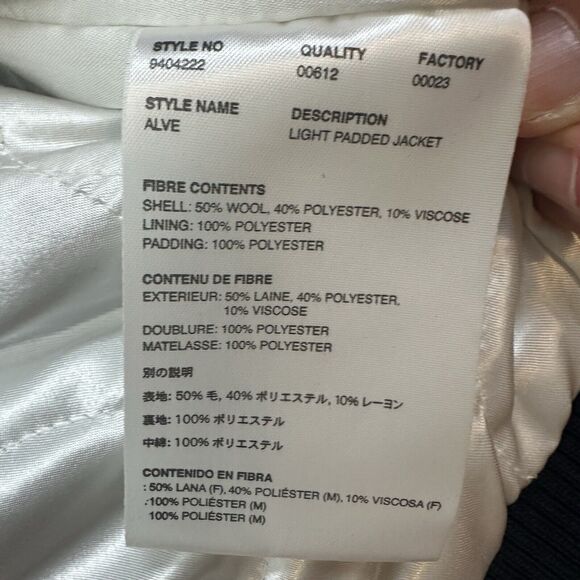 STYLE NO QUALITY FACTORY
9404222 00612 00023
STYLE NAME DESCRIPTION
ALVE LIGHT PADDED JACKET
FIBRE CONTENTS
SHELL: 50% WOOL, 40% POLYESTER, 10% VISCOSE
LINING: 100% POLYESTER
PADDING: 100% POLYESTER
CONTENU DE FIBRE
EXTERIEUR: 50% LAINE, 40% POLYESTER,
10% VISCOSE
DOUBLURE: 100% POLYESTER
MATELASSE: 100% POLYESTER
別の説明
表地: 50% 毛, 40% ポリエステル, 10% レーヨン
裏地: 100% ポリエステル
中綿: 100% ポリエステル
CONTENIDO EN FIBRA
: 50% LANA (F), 40% POLIÉSTER (M), 10% VISCOSA (F)
.: 100% POLIÉSTER (M)
100% POLIÉSTER (M)